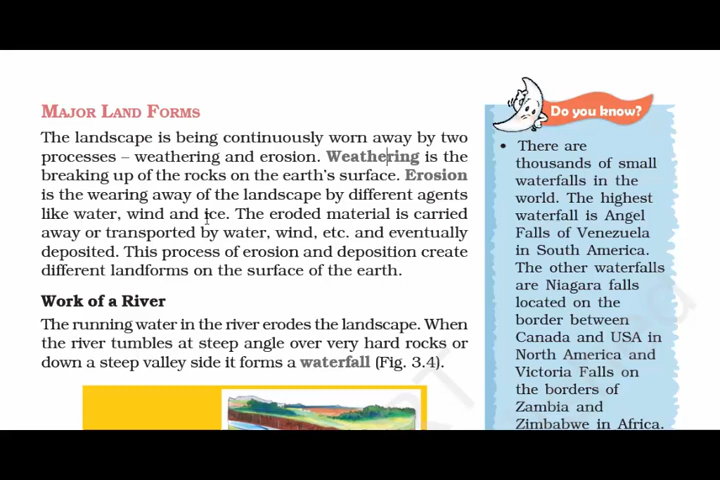 MAJOR LAND FORMS
The landscape is being continuously worn away by two
processes – weathering and erosion. Weathering is the
breaking up of the rocks on the earth's surface. Erosion
is the wearing away of the landscape by different agents
like water, wind and ice. The eroded material is carried
away or transported by water, wind, etc. and eventually
deposited. This process of erosion and deposition create
different landforms on the surface of the earth.
Work of a River
The running water in the river erodes the landscape. When
the river tumbles at steep angle over very hard rocks or
down a steep valley side it forms a waterfall (Fig. 3.4).
Do you know?
• There are
thousands of small
waterfalls in the
world. The highest
waterfall is Angel
Falls of Venezuela
in South America.
The other waterfalls
are Niagara falls
located on the
border between
Canada and USA in
North America and
Victoria Falls on
the borders of
Zambia and
Zimbabwe in Africa.